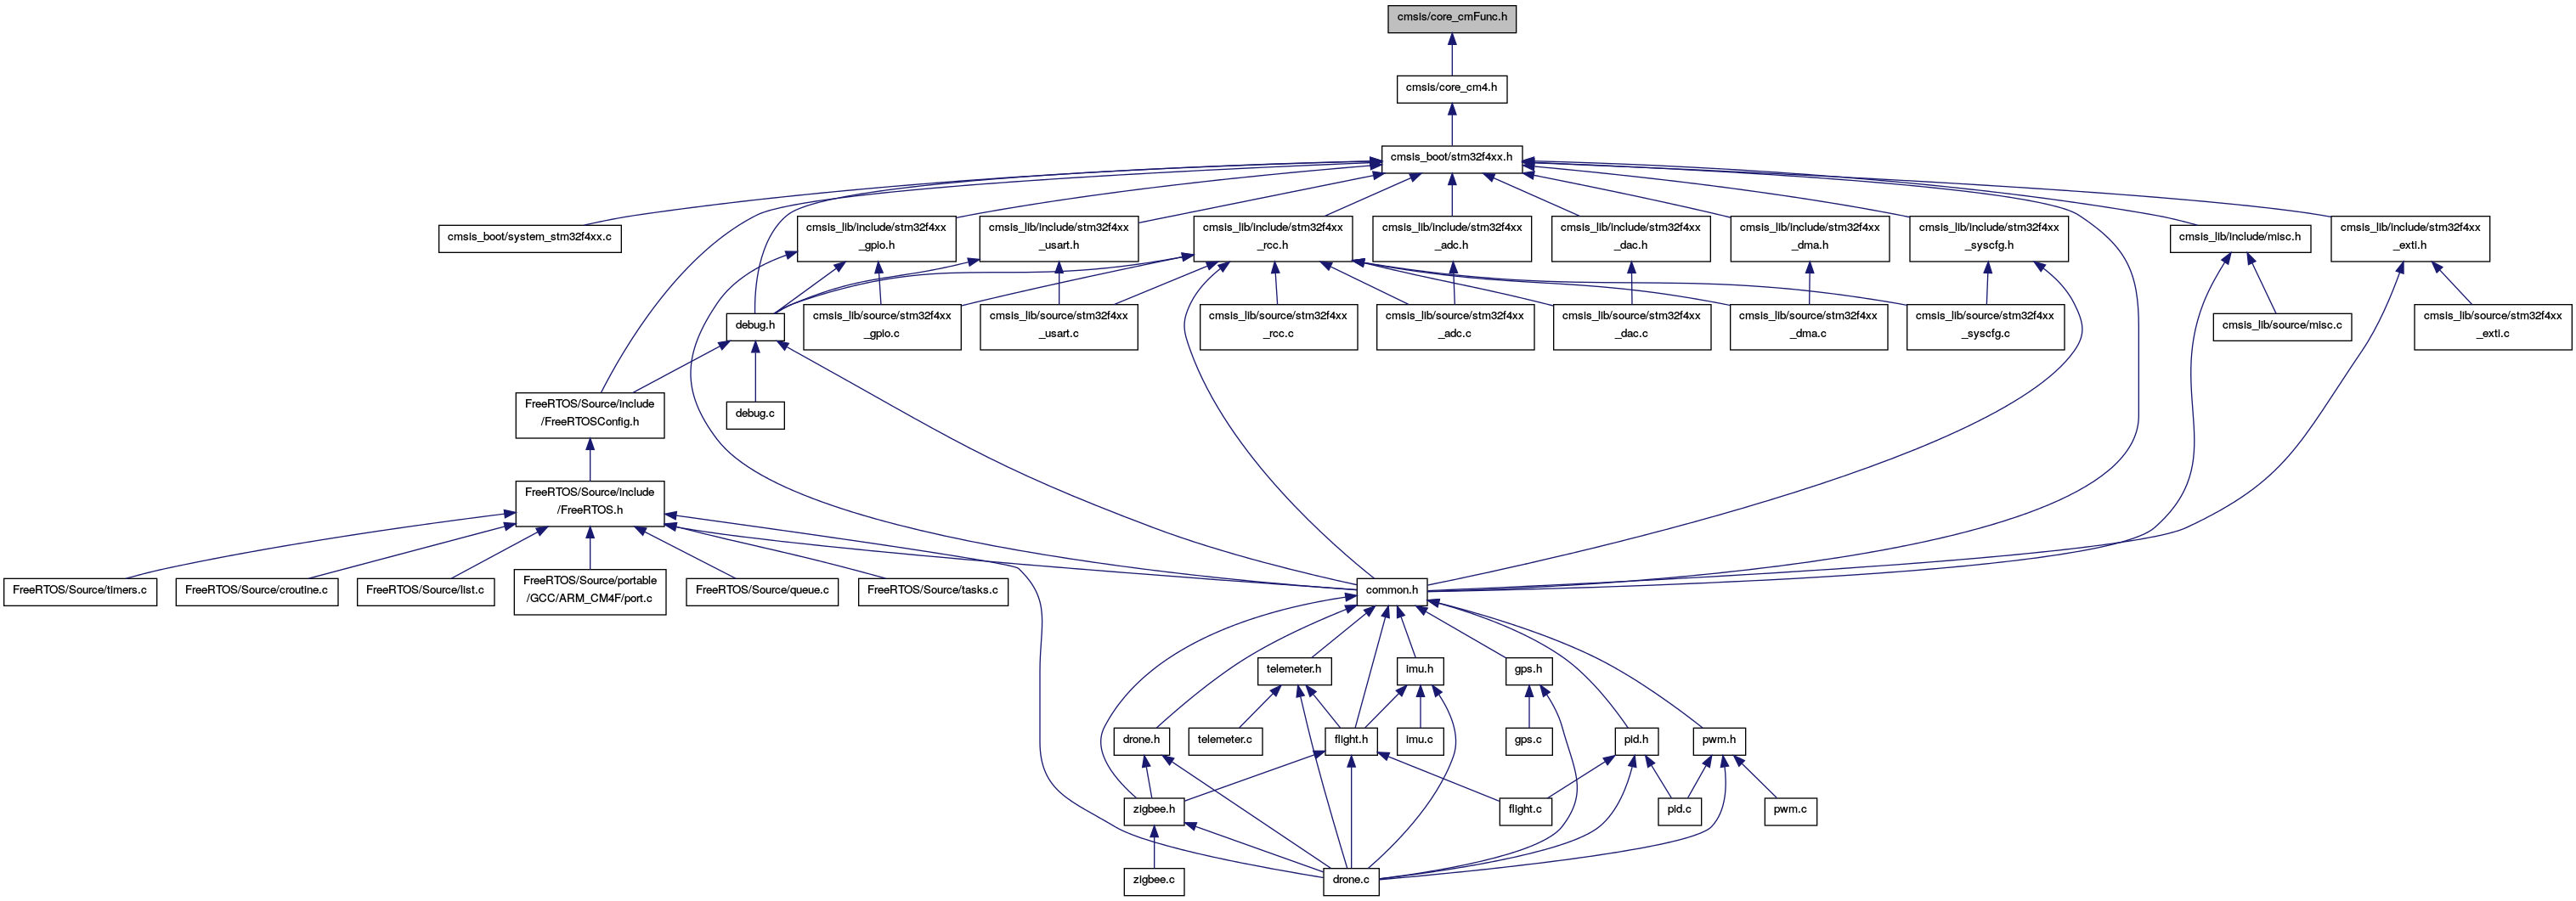 cmsis/core_cmFunc.h
cmsis/core_cm4.h
cmsis_boot/stm32f4xx.h
cmsis_boot/system_stm32f4xx.c
cmsis_lib/include/stm32f4xx
_gpio.h
cmsis_lib/include/stm32f4xx
_usart.h
cmsis_lib/include/stm32f4xx
_rcc.h
cmsis_lib/include/stm32f4xx
_adc.h
cmsis_lib/include/stm32f4xx
_dac.h
cmsis_lib/include/stm32f4xx
_dma.h
cmsis_lib/include/stm32f4xx
_syscfg.h
cmsis_lib/include/misc.h
cmsis_lib/include/stm32f4xx
_exti.h
debug.h
cmsis_lib/source/stm32f4xx
_gpio.c
cmsis_lib/source/stm32f4xx
_usart.c
cmsis_lib/source/stm32f4xx
_rcc.c
cmsis_lib/source/stm32f4xx
_adc.c
cmsis_lib/source/stm32f4xx
_dac.c
cmsis_lib/source/stm32f4xx
_dma.c
cmsis_lib/source/stm32f4xx
_syscfg.c
cmsis_lib/source/misc.c
cmsis_lib/source/stm32f4xx
_exti.c
FreeRTOS/Source/include
/FreeRTOSConfig.h
debug.c
FreeRTOS/Source/include
/FreeRTOS.h
FreeRTOS/Source/timers.c
FreeRTOS/Source/croutine.c
FreeRTOS/Source/list.c
FreeRTOS/Source/portable
/GCC/ARM_CM4F/port.c
FreeRTOS/Source/queue.c
FreeRTOS/Source/tasks.c
common.h
telemeter.h
imu.h
gps.h
drone.h
telemeter.c
flight.h
imu.c
gps.c
pid.h
pwm.h
zigbee.h
flight.c
pid.c
pwm.c
zigbee.c
drone.c